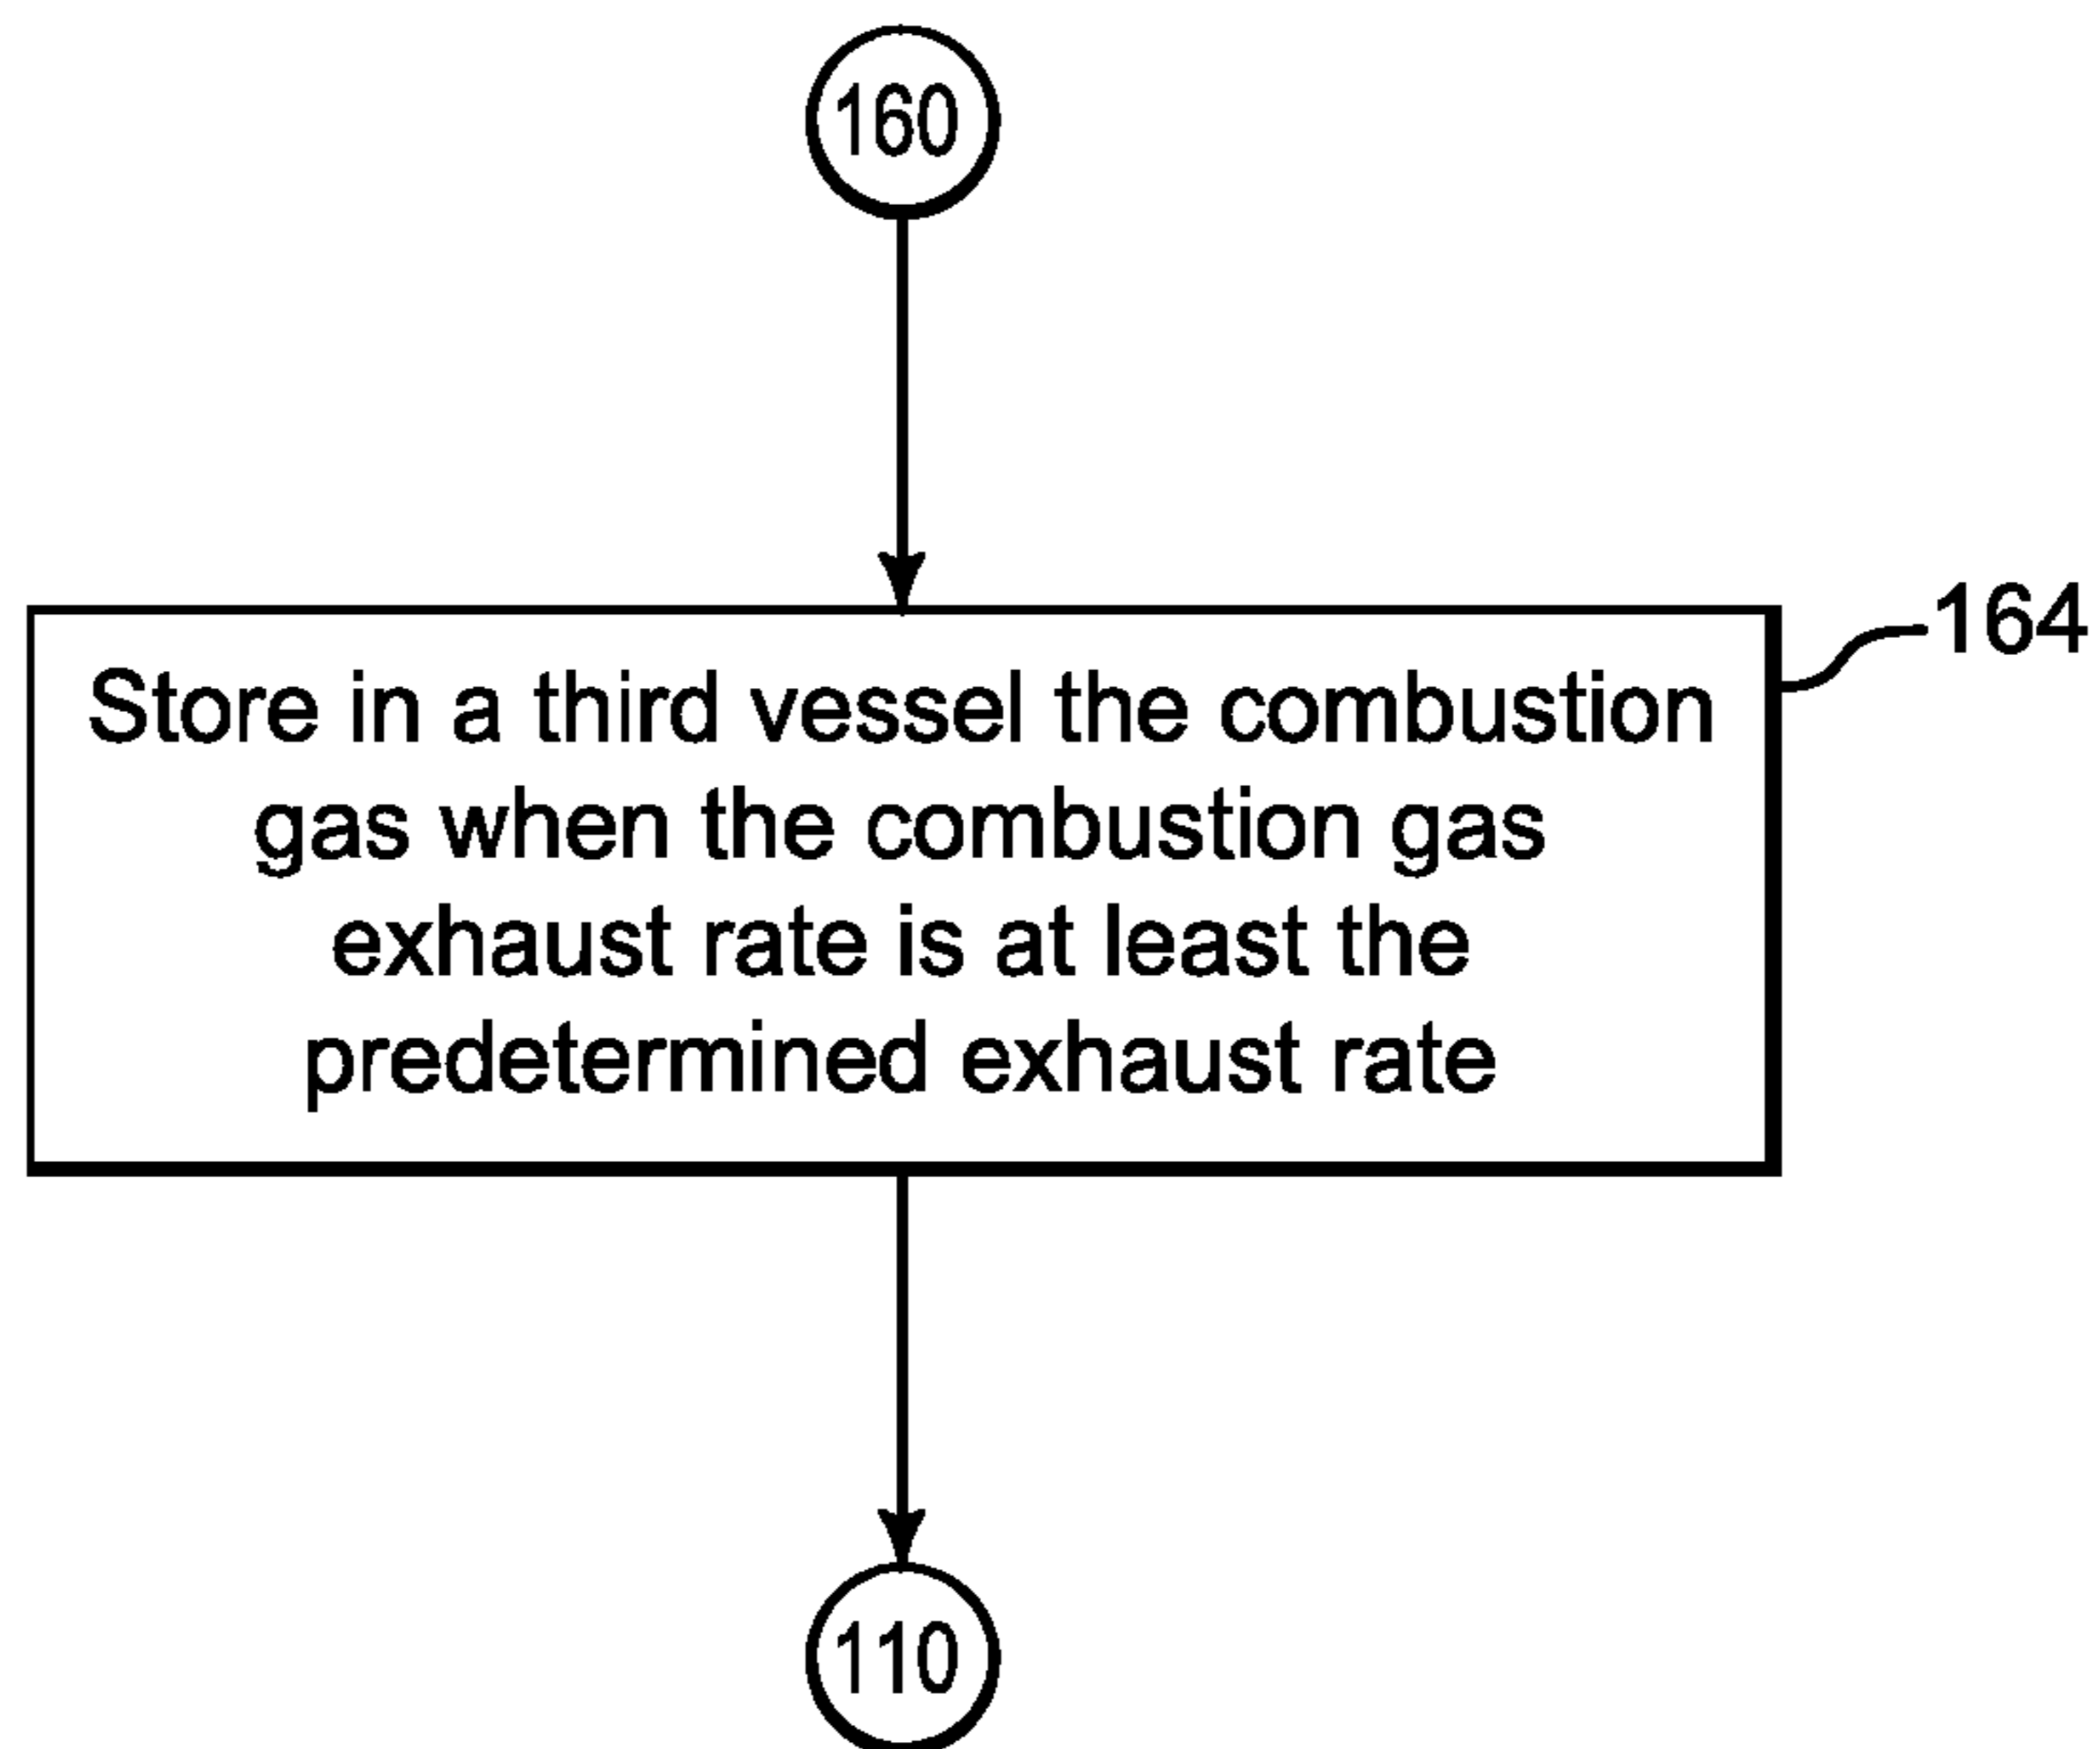 160
164
Store in a third vessel the combustion
gas when the combustion gas
exhaust rate is at least the
predetermined exhaust rate
110